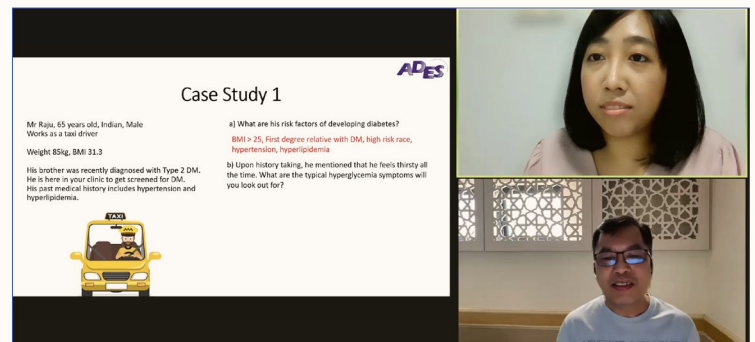 ADES
Case Study 1
Mr Raju, 65 years old, Indian, Male
Works as a taxi driver
Weight 85kg, BMI 31.3
His brother was recently diagnosed with Type 2 DM.
He is here in your clinic to get screened for DM.
His past medical history includes hypertension and
hyperlipidemia.
TAXI
a) What are his risk factors of developing diabetes?
BMI > 25, First degree relative with DM, high risk race,
hypertension, hyperlipidemia
b) Upon history taking, he mentioned that he feels thirsty all
the time. What are the typical hyperglycemia symptoms will
you look out for?